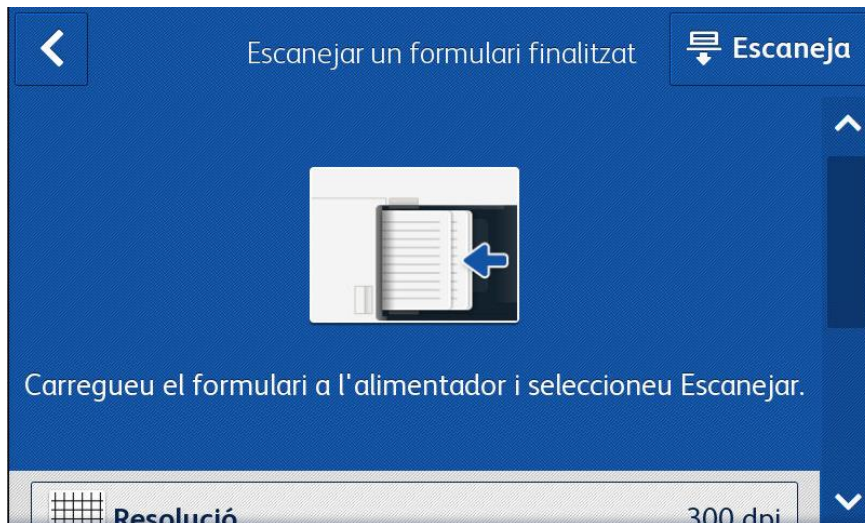 Escanejar un formulari finalitzat
Escaneja
Carregueu el formulari a l'alimentador i seleccioneu Escanejar.
Resolució 300 dpi